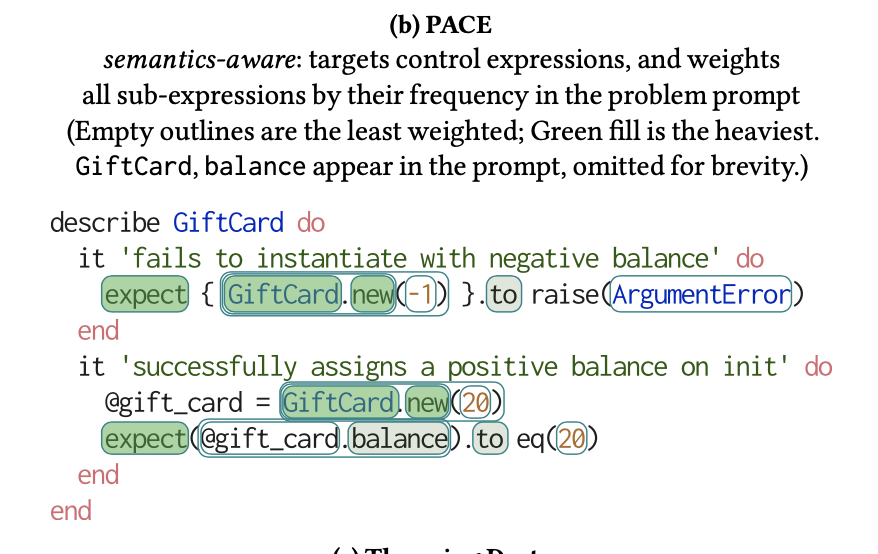 (b) PACE
semantics-aware: targets control expressions, and weights
all sub-expressions by their frequency in the problem prompt
(Empty outlines are the least weighted; Green fill is the heaviest.
GiftCard, balance appear in the prompt, omitted for brevity.)
describe GiftCard do
it 'fails to instantiate with negative balance' do
expect { GiftCard.new(-1) }.to raise(ArgumentError)
end
it 'successfully assigns a positive balance on init' do
@gift_card = GiftCard.new(20)
expect(@gift_card.balance).to eq(20)
end
end